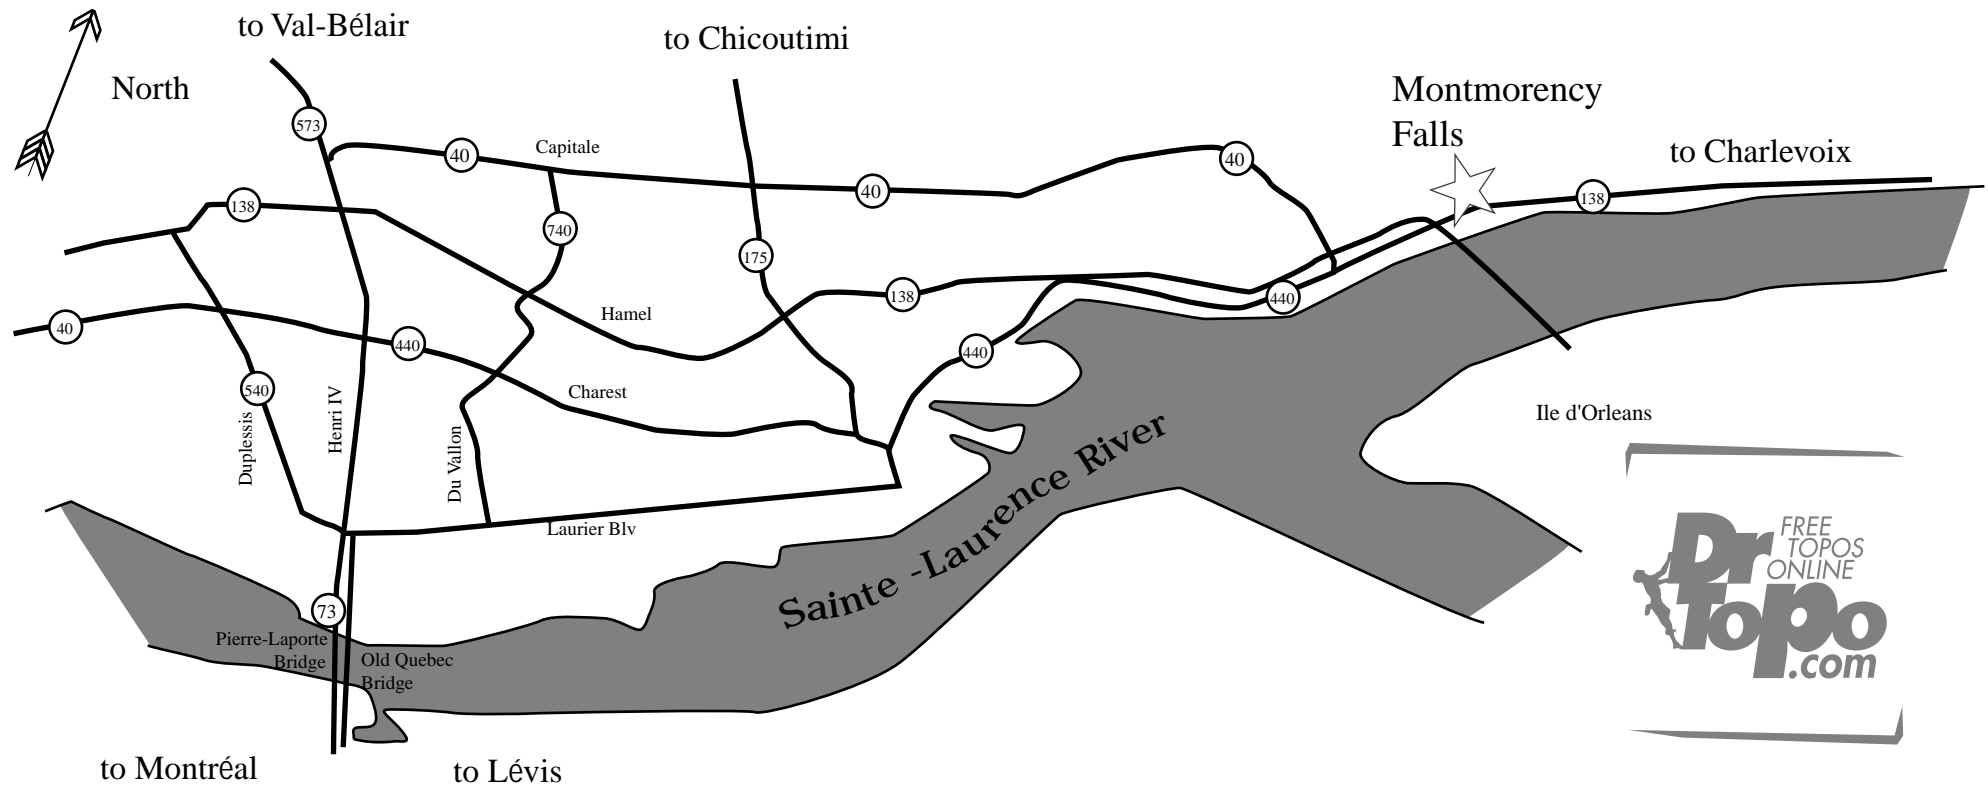 to Val-Bélair
to Chicoutimi
North
Montmorency
Falls
to Charlevoix
573
40
Capitale
40
40
138
138
740
175
138
440
40
440
Hamel
440
540
Charest
Duplessis
Henri IV
Du Vallon
Ile d'Orleans
Laurier Blv
Sainte -Laurence River
73
Pierre-Laporte
Bridge
Old Quebec
Bridge
to Montréal
to Lévis
Dr
Topo
.com
FREE
TOPOS
ONLINE